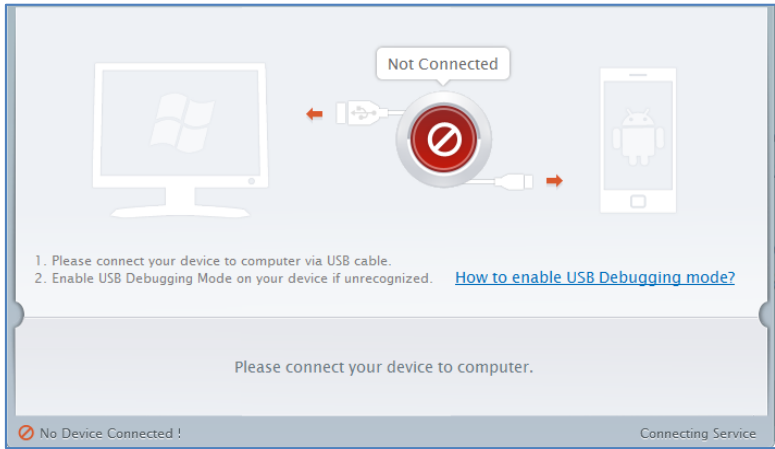 Not Connected
1. Please connect your device to computer via USB cable.
2. Enable USB Debugging Mode on your device if unrecognized. How to enable USB Debugging mode?
Please connect your device to computer.
No Device Connected !
Connecting Service